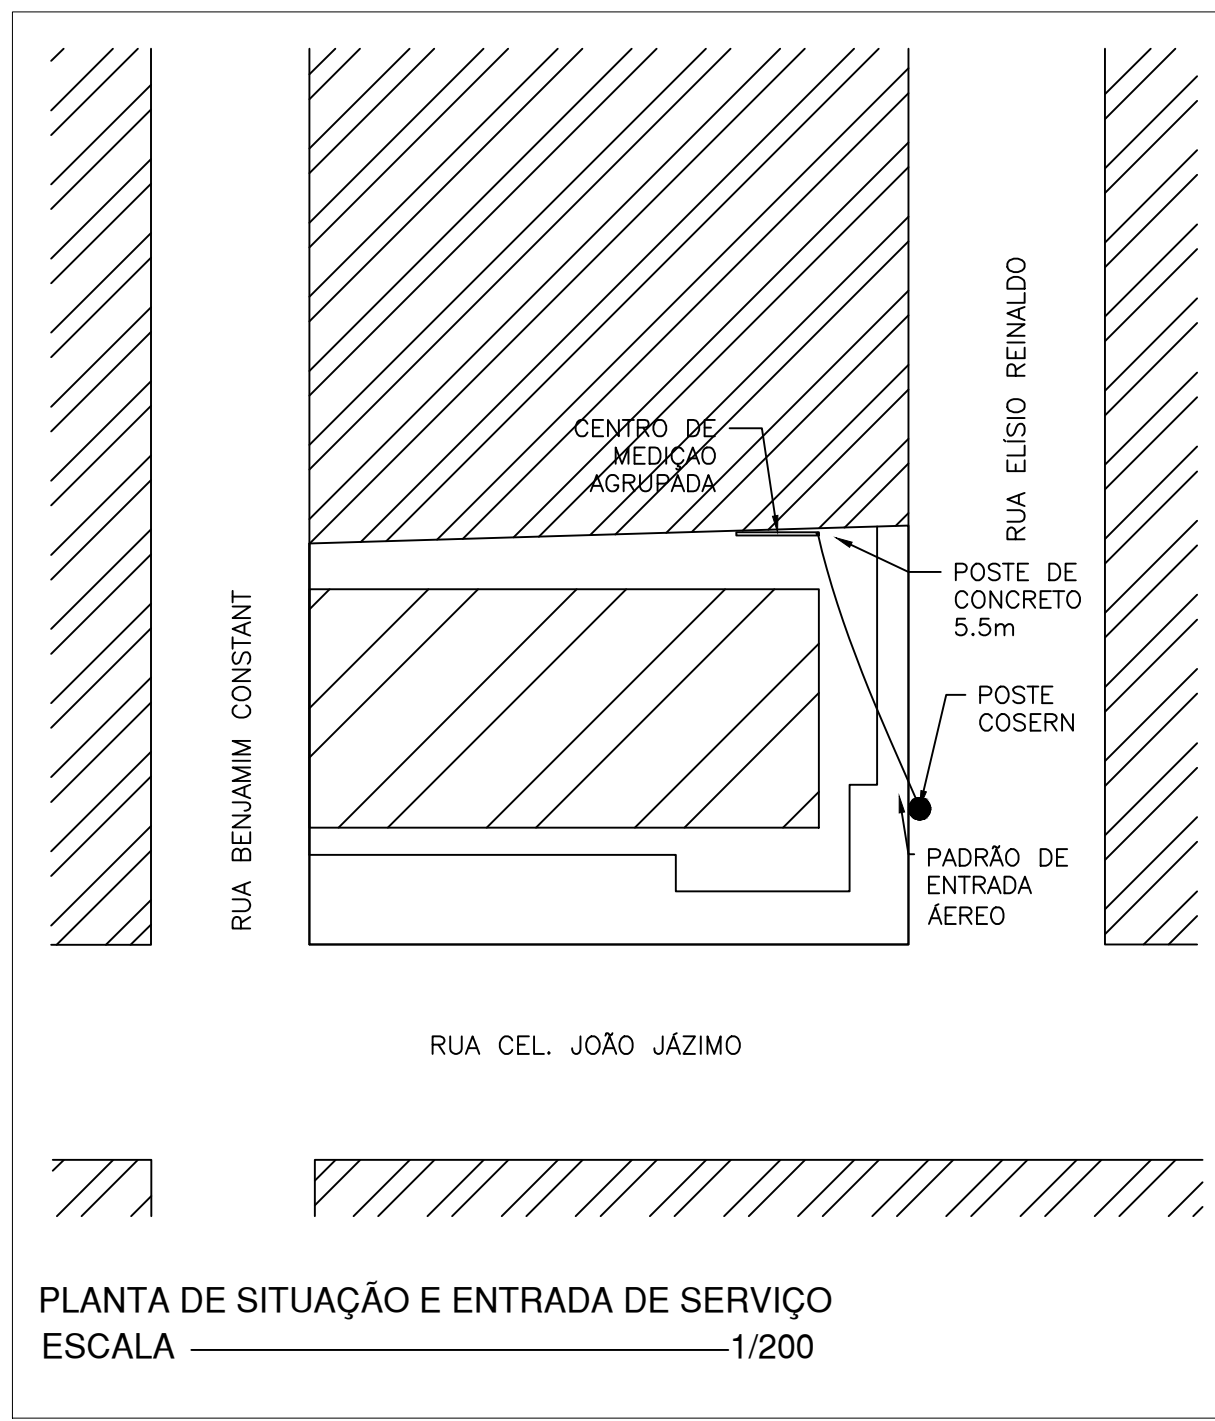 RUA ELÍSIO REINALDO
CENTRO DE
MEDIÇAO
AGRUPADA
POSTE DE
CONCRETO
5.5m
RUA BENJAMIM CONSTANT
POSTE
COSERN
PADRÃO DE
ENTRADA
ÁEREO
RUA CEL. JOÃO JÁZIMO
PLANTA DE SITUAÇÃO E ENTRADA DE SERVIÇO
ESCALA 1/200